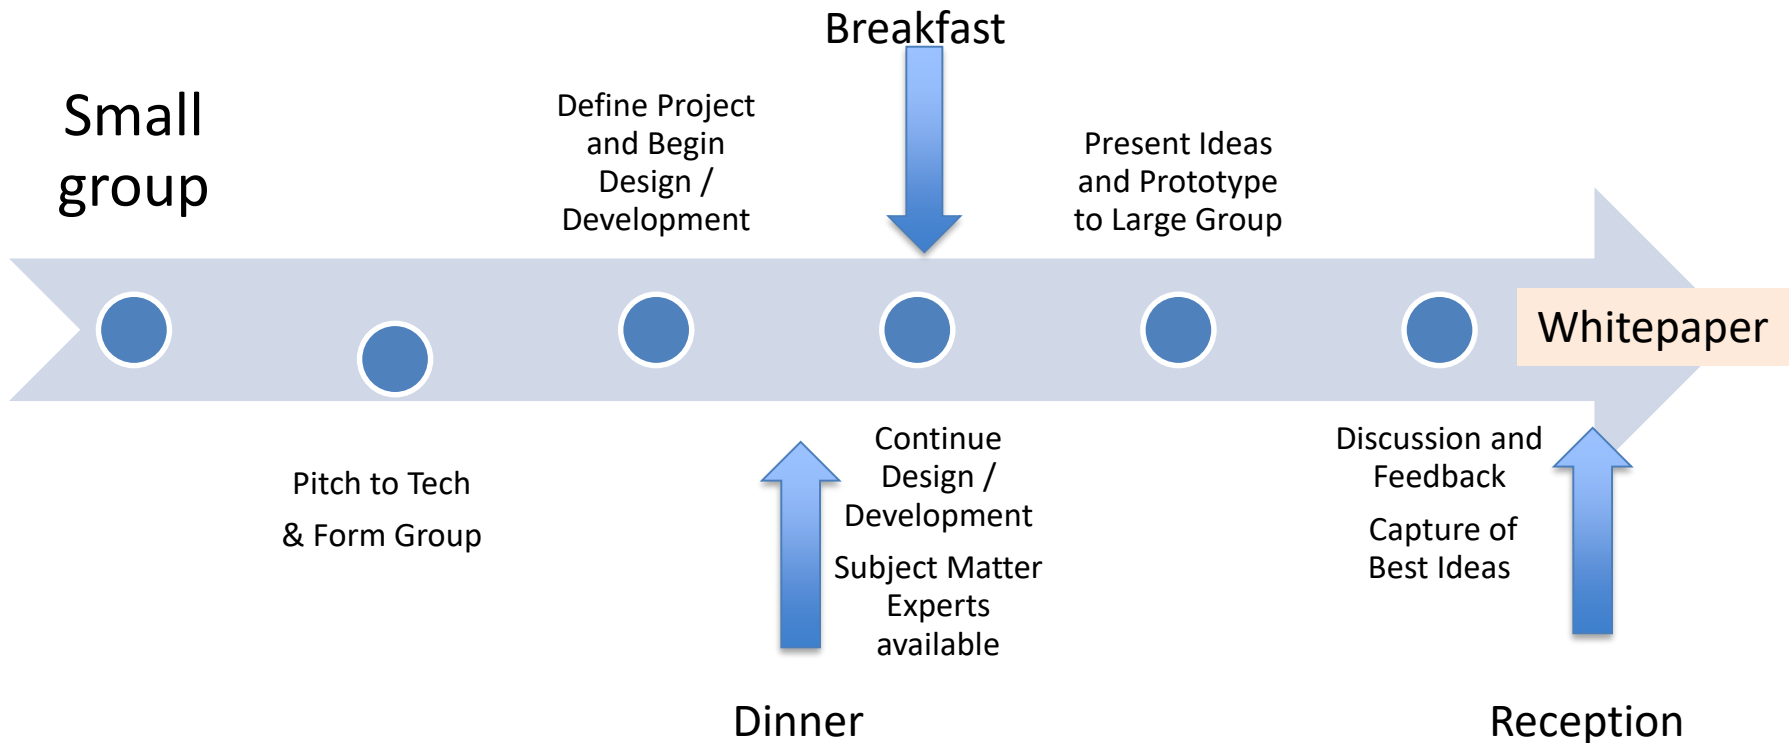 Breakfast
Small
group
Define Project
and Begin
Design /
Development
Present Ideas
and Prototype
to Large Group
Whitepaper
Pitch to Tech
& Form Group
Continue
Design /
Development
Subject Matter
Experts
available
Discussion and
Feedback
Capture of
Best Ideas
Dinner
Reception